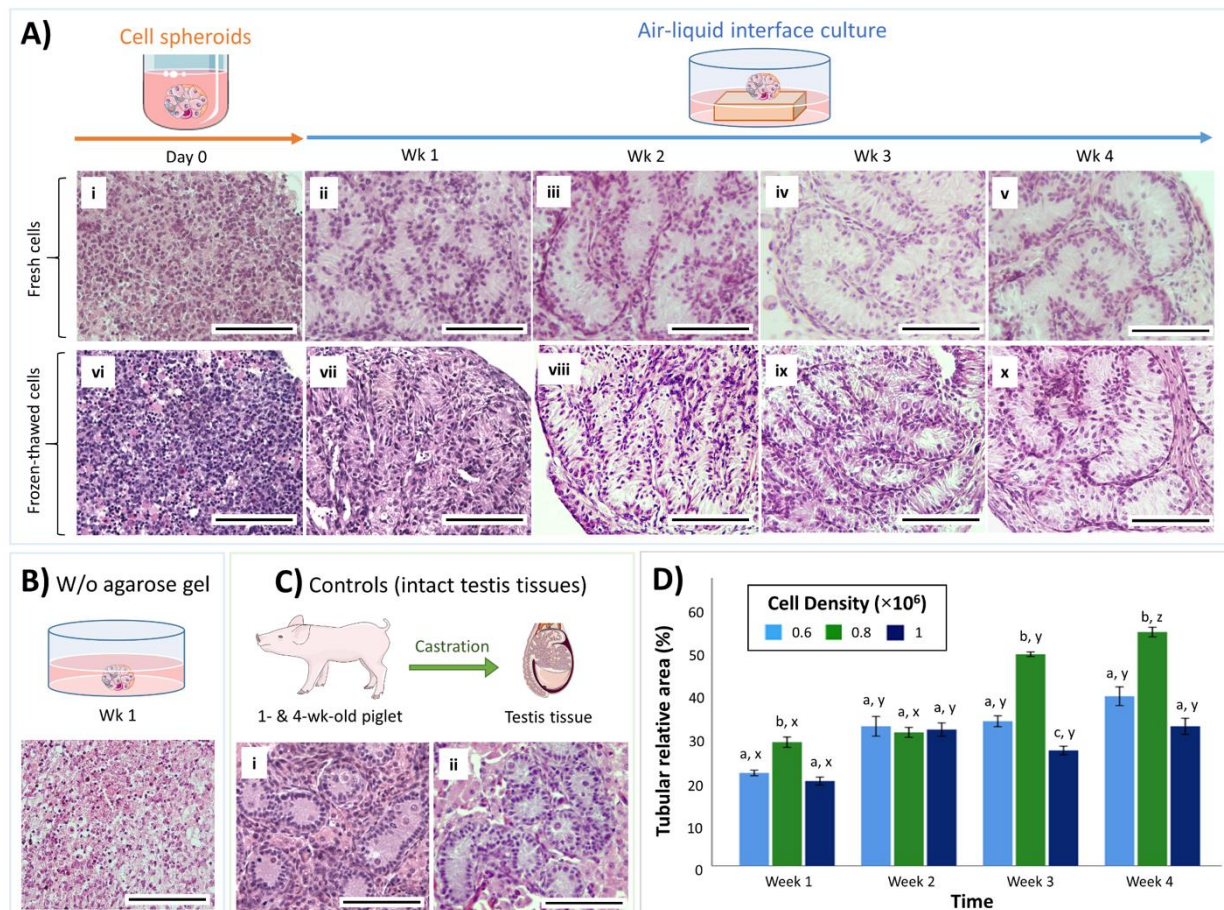 A)
Cell spheroids
Air-liquid interface culture
Day 0
Wk 1
Wk 2
Wk 3
Wk 4
Fresh cells
i
ii
iii
iv
v
Frozen-thawed cells
vi
vii
viii
ix
x
B) W/o agarose gel
Wk 1
C) Controls (intact testis tissues)
Castration
1- & 4-wk-old piglet
Testis tissue
i
ii
D)
Cell Density (×10⁶)
0.6
0.8
1
Tubular relative area (%)
60
50
40
30
20
10
0
a, x
b, x
a, x
a, y
a, x
a, y
a, y
b, y
c, y
a, y
b, z
a, y
Week 1
Week 2
Week 3
Week 4
Time